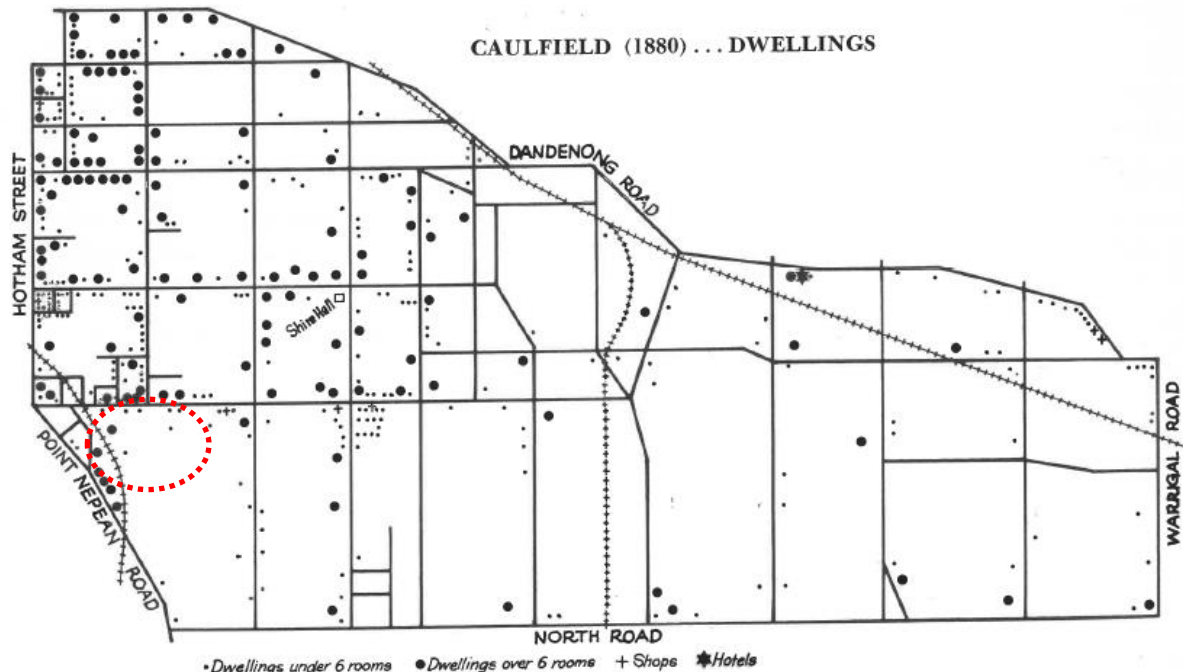 CAULFIELD (1880) ... DWELLINGS
DANDENONG ROAD
HOTHAM STREET
Shire Hall
POINT NEPEAN ROAD
WARRIGAL ROAD
NORTH ROAD
•Dwellings under 6 rooms ●Dwellings over 6 rooms + Shops ✱Hotels